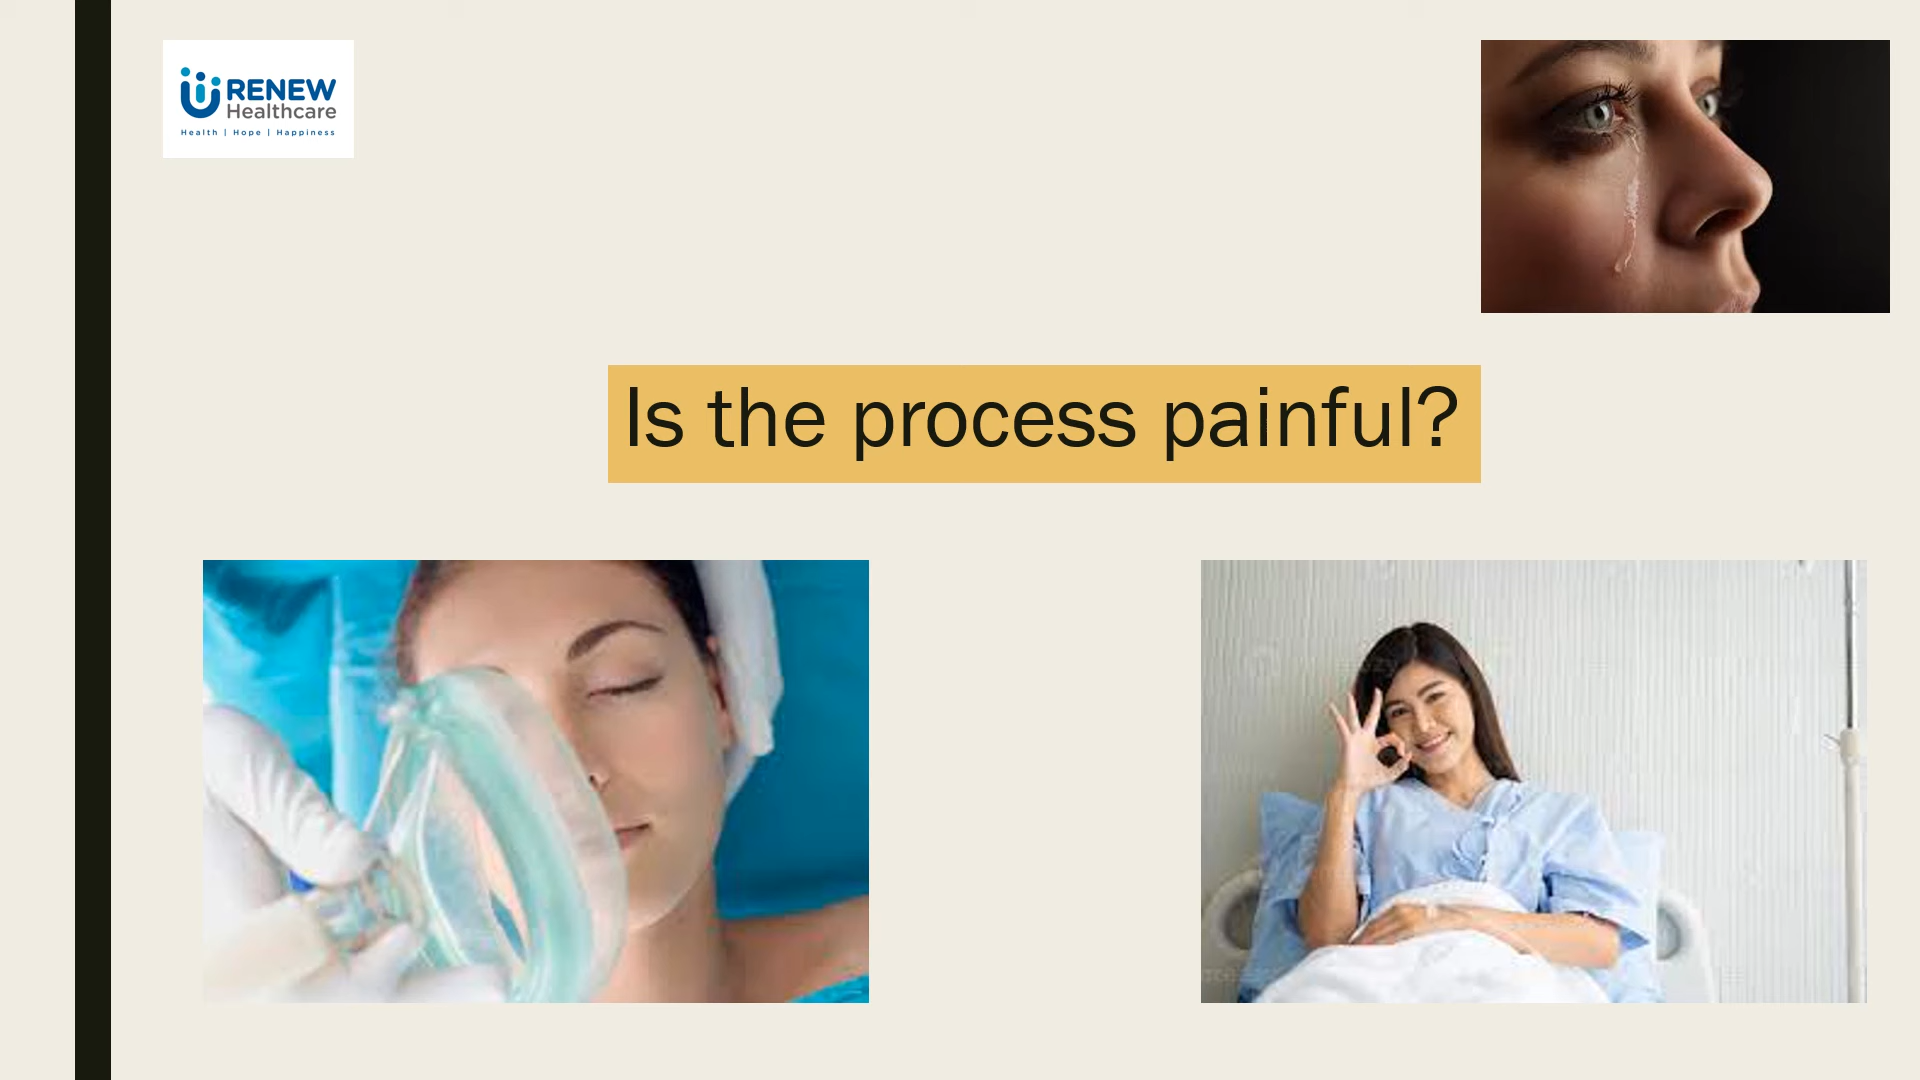 RENEW
Healthcare
Health | Hope | Happiness
Is the process painful?